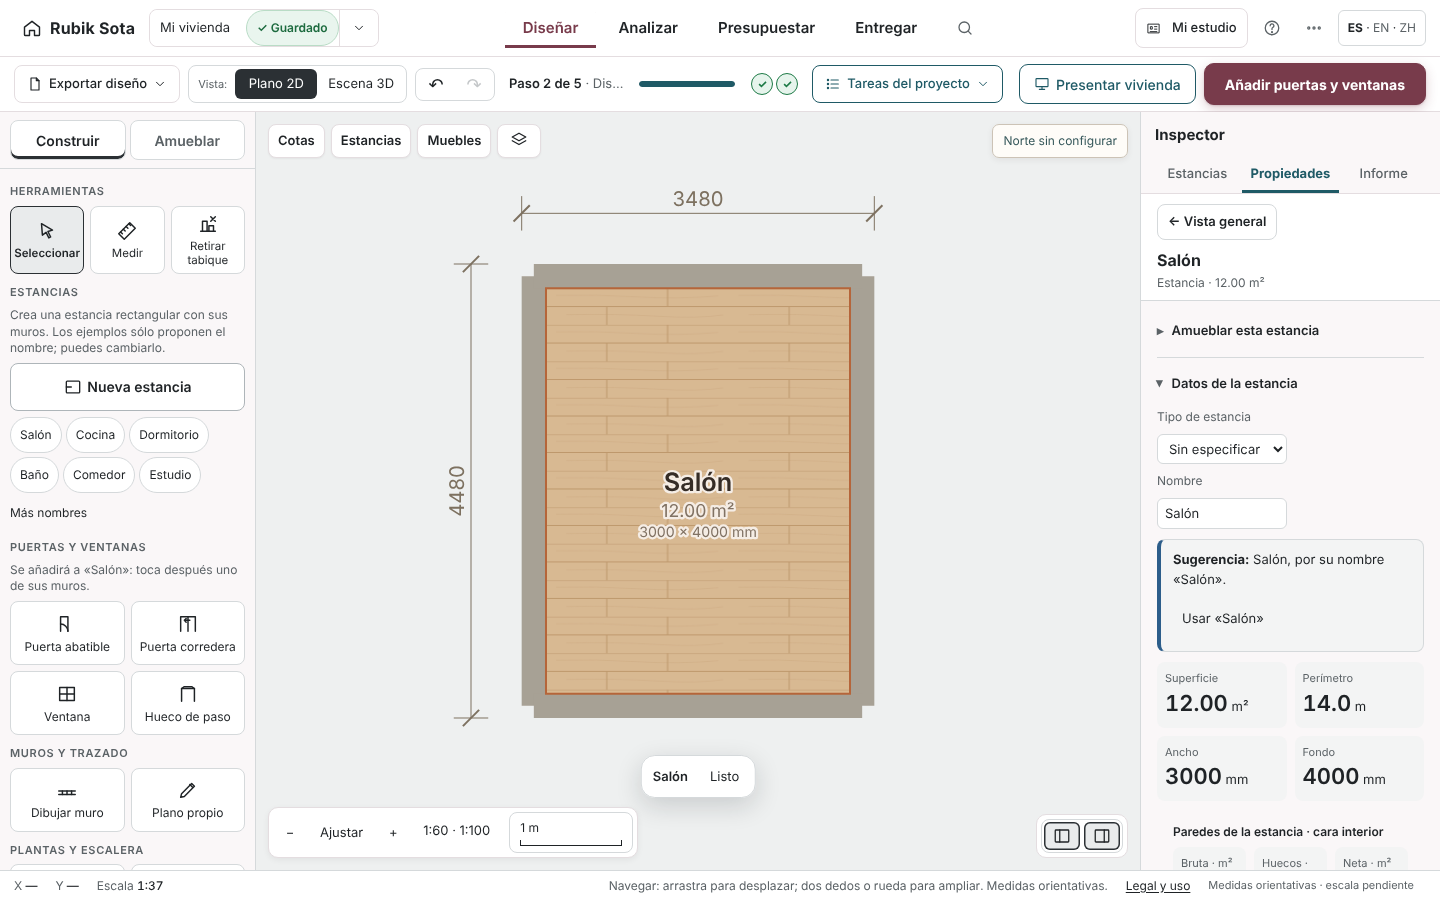 Rubik Sota
Mi vivienda
✓ Guardado
Diseñar
Analizar
Presupuestar
Entregar
Mi estudio
ES · EN · ZH
Exportar diseño
Vista:
Plano 2D
Escena 3D
Paso 2 de 5 · Dis...
Tareas del proyecto
Presentar vivienda
Añadir puertas y ventanas
Construir
Amueblar
HERRAMIENTAS
Seleccionar
Medir
Retirar
tabique
ESTANCIAS
Crea una estancia rectangular con sus
muros. Los ejemplos sólo proponen el
nombre; puedes cambiarlo.
Nueva estancia
Salón
Cocina
Dormitorio
Baño
Comedor
Estudio
Más nombres
PUERTAS Y VENTANAS
Se añadirá a «Salón»: toca después uno
de sus muros.
Puerta abatible
Puerta corredera
Ventana
Hueco de paso
MUROS Y TRAZADO
Dibujar muro
Plano propio
PLANTAS Y ESCALERA
Cotas
Estancias
Muebles
Norte sin configurar
3480
4480
Salón
12.00 m²
3000 × 4000 mm
Salón
Listo
−
Ajustar
+
1:60 · 1:100
1 m
Inspector
Estancias
Propiedades
Informe
← Vista general
Salón
Estancia · 12.00 m²
▸ Amueblar esta estancia
▾ Datos de la estancia
Tipo de estancia
Sin especificar
Nombre
Salón
Sugerencia: Salón, por su nombre
«Salón».
Usar «Salón»
Superficie
12.00 m²
Perímetro
14.0 m
Ancho
3000 mm
Fondo
4000 mm
Paredes de la estancia · cara interior
Bruta · m²
Huecos ·
Neta · m²
X —
Y —
Escala 1:37
Navegar: arrastra para desplazar; dos dedos o rueda para ampliar. Medidas orientativas.
Legal y uso
Medidas orientativas · escala pendiente